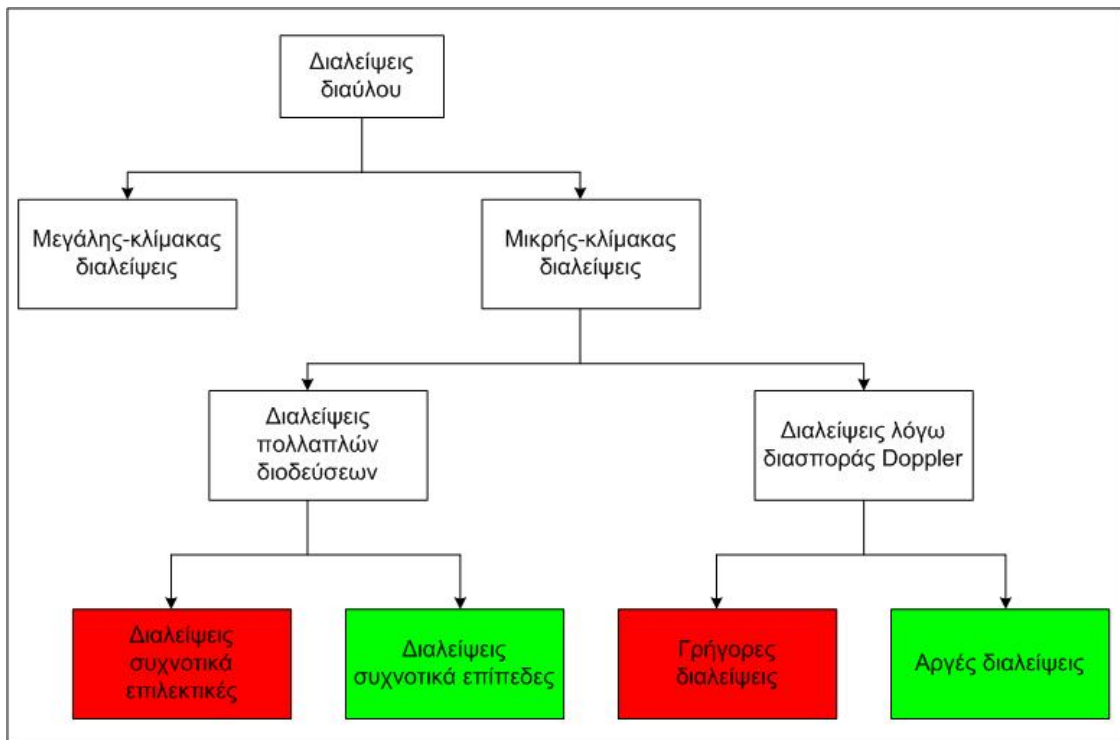 Διαλείψεις
διαύλου
Μεγάλης-κλίμακας
διαλείψεις
Μικρής-κλίμακας
διαλείψεις
Διαλείψεις
πολλαπλών
διοδεύσεων
Διαλείψεις λόγω
διασποράς Doppler
Διαλείψεις
συχνοτικά
επιλεκτικές
Διαλείψεις
συχνοτικά επίπεδες
Γρήγορες
διαλείψεις
Αργές διαλείψεις